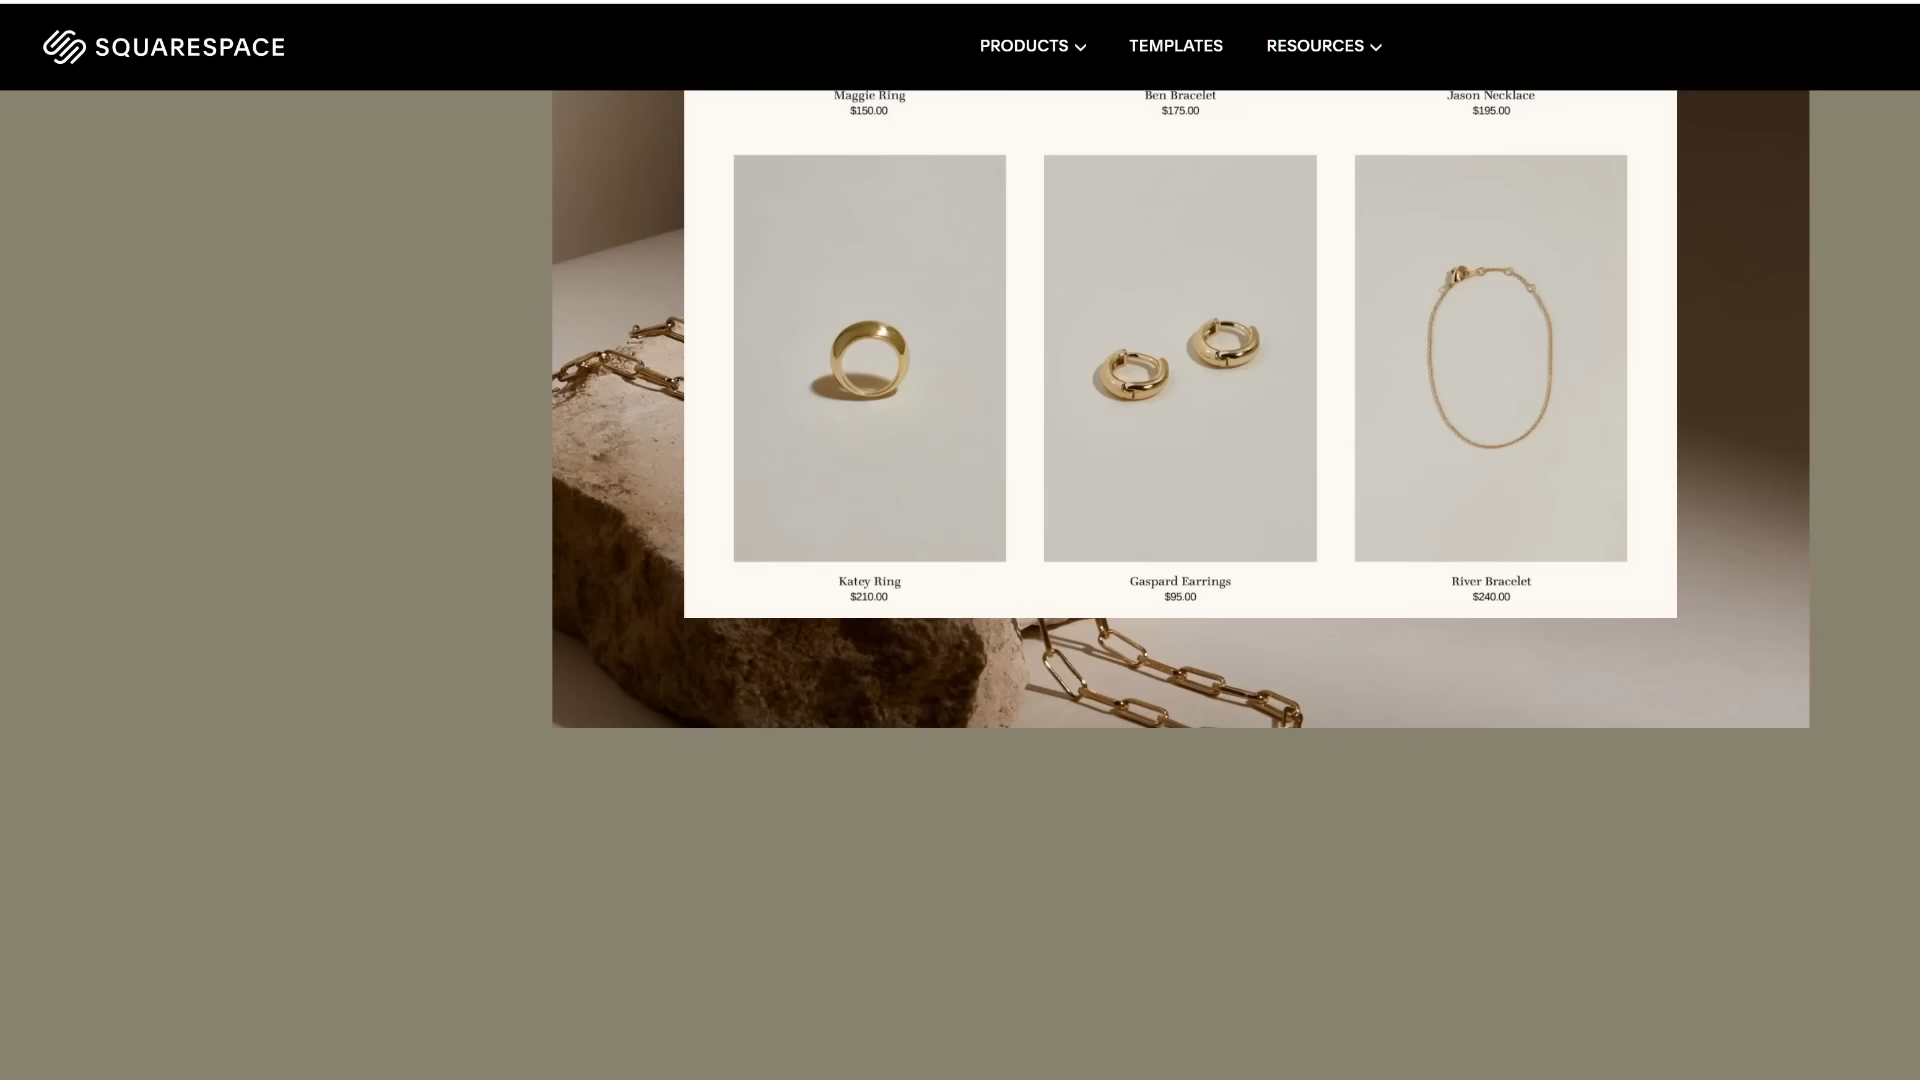 SQUARESPACE
PRODUCTS
TEMPLATES
RESOURCES
Maggie Ring
$150.00
Ben Bracelet
$175.00
Jason Necklace
$195.00
Katey Ring
$210.00
Gaspard Earrings
$95.00
River Bracelet
$240.00